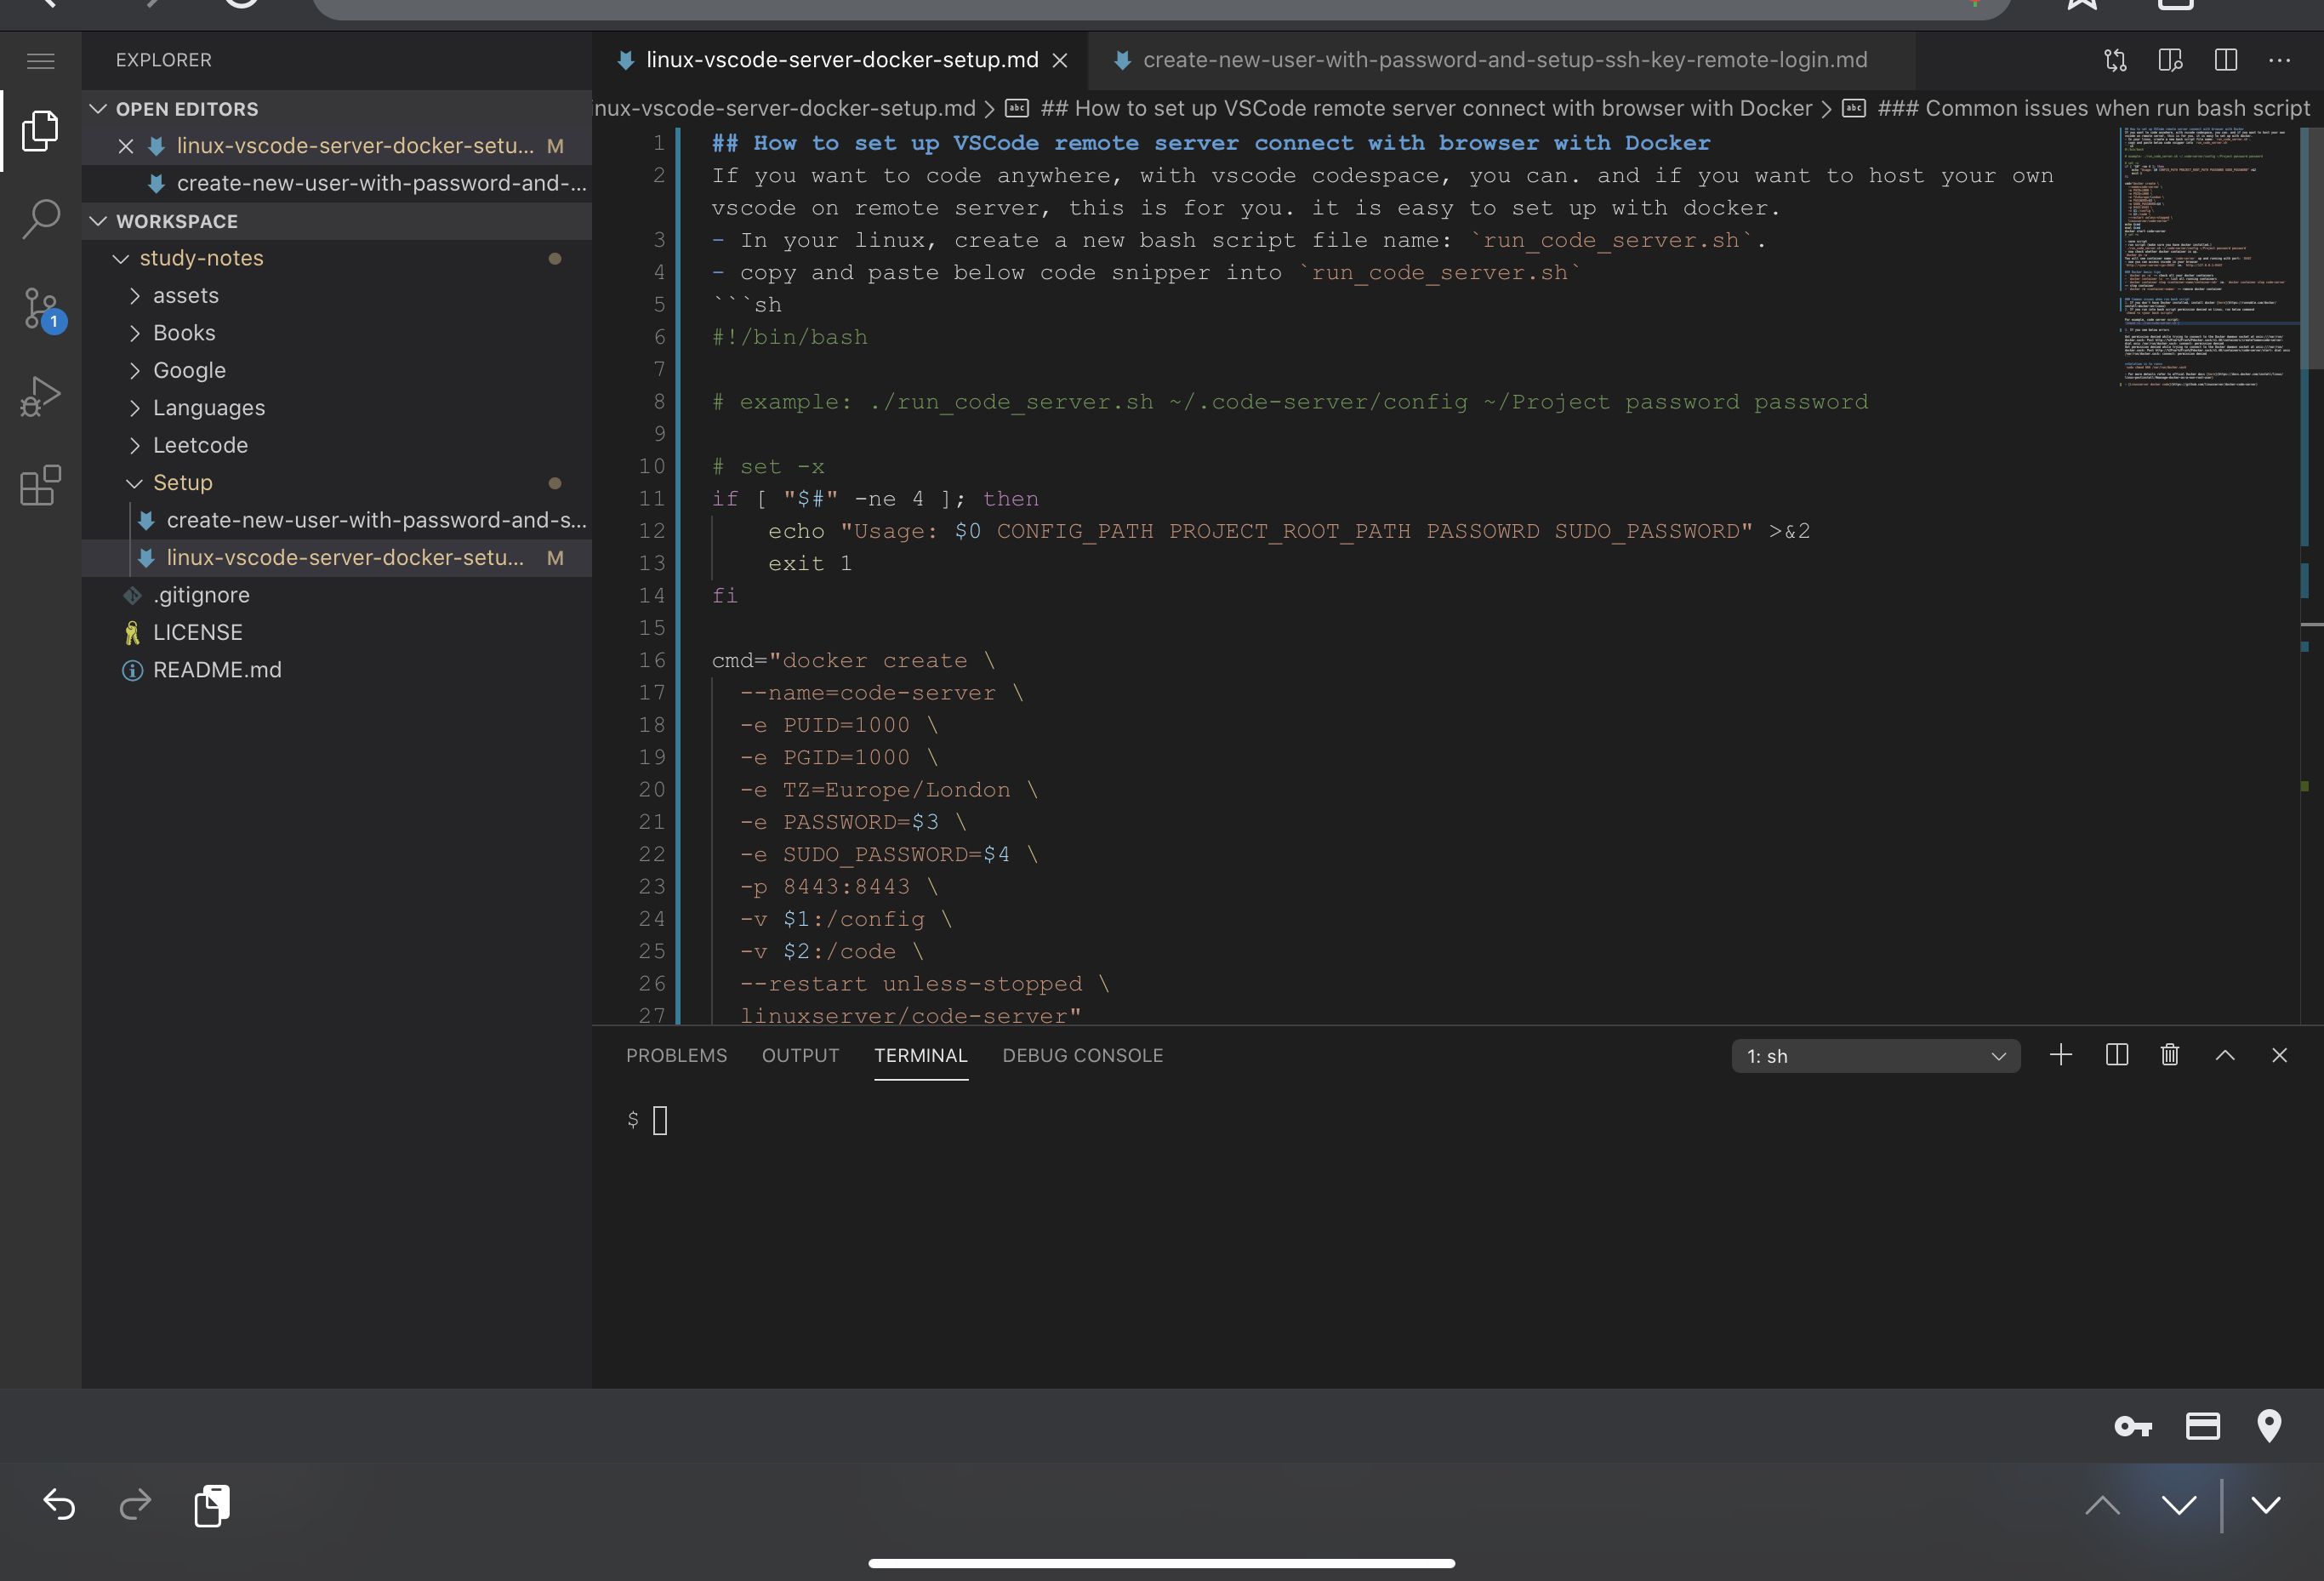 EXPLORER
OPEN EDITORS
linux-vscode-server-docker-setu... M
create-new-user-with-password-and-...
WORKSPACE
study-notes
assets
Books
Google
Languages
Leetcode
Setup
create-new-user-with-password-and-s...
linux-vscode-server-docker-setu... M
.gitignore
LICENSE
README.md
1
linux-vscode-server-docker-setup.md
create-new-user-with-password-and-setup-ssh-key-remote-login.md
inux-vscode-server-docker-setup.md > abc ## How to set up VSCode remote server connect with browser with Docker > abc ### Common issues when run bash script
1 ## How to set up VSCode remote server connect with browser with Docker
2 If you want to code anywhere, with vscode codespace, you can. and if you want to host your own
vscode on remote server, this is for you. it is easy to set up with docker.
3 - In your linux, create a new bash script file name: `run_code_server.sh`.
4 - copy and paste below code snipper into `run_code_server.sh`
5 ```sh
6 #!/bin/bash
7
8 # example: ./run_code_server.sh ~/.code-server/config ~/Project password password
9
10 # set -x
11 if [ "$#" -ne 4 ]; then
12 echo "Usage: $0 CONFIG_PATH PROJECT_ROOT_PATH PASSOWRD SUDO_PASSWORD" >&2
13 exit 1
14 fi
15
16 cmd="docker create \
17 --name=code-server \
18 -e PUID=1000 \
19 -e PGID=1000 \
20 -e TZ=Europe/London \
21 -e PASSWORD=$3 \
22 -e SUDO_PASSWORD=$4 \
23 -p 8443:8443 \
24 -v $1:/config \
25 -v $2:/code \
26 --restart unless-stopped \
27 linuxserver/code-server"
PROBLEMS OUTPUT TERMINAL DEBUG CONSOLE 1: sh
$